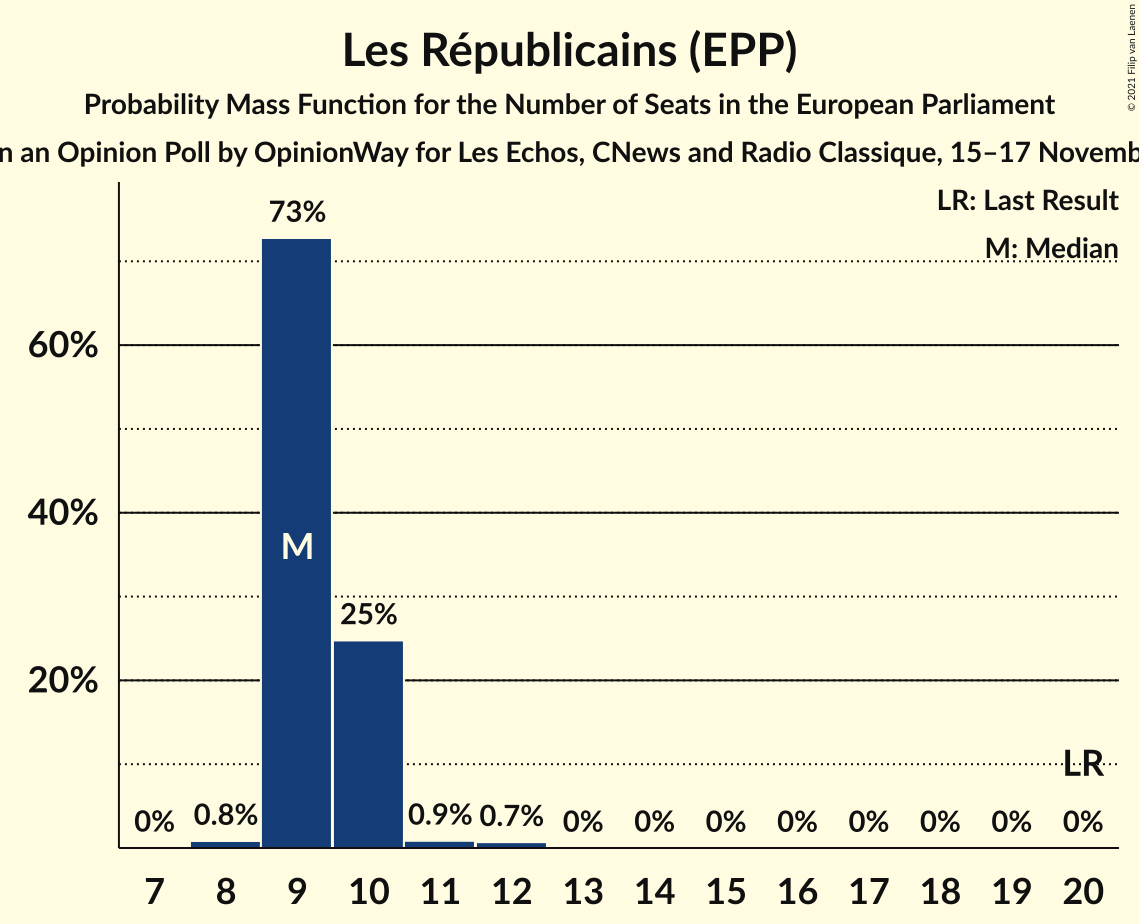 Les Républicains (EPP)
Probability Mass Function for the Number of Seats in the European Parliament
n an Opinion Poll by OpinionWay for Les Echos, CNews and Radio Classique, 15–17 Novemb
© 2021 Filip van Laenen
LR: Last Result
M: Median
73%
60%
40%
M
25%
20%
LR
0% 0.8% 0.9% 0.7% 0% 0% 0% 0% 0% 0% 0% 0%
7 8 9 10 11 12 13 14 15 16 17 18 19 20